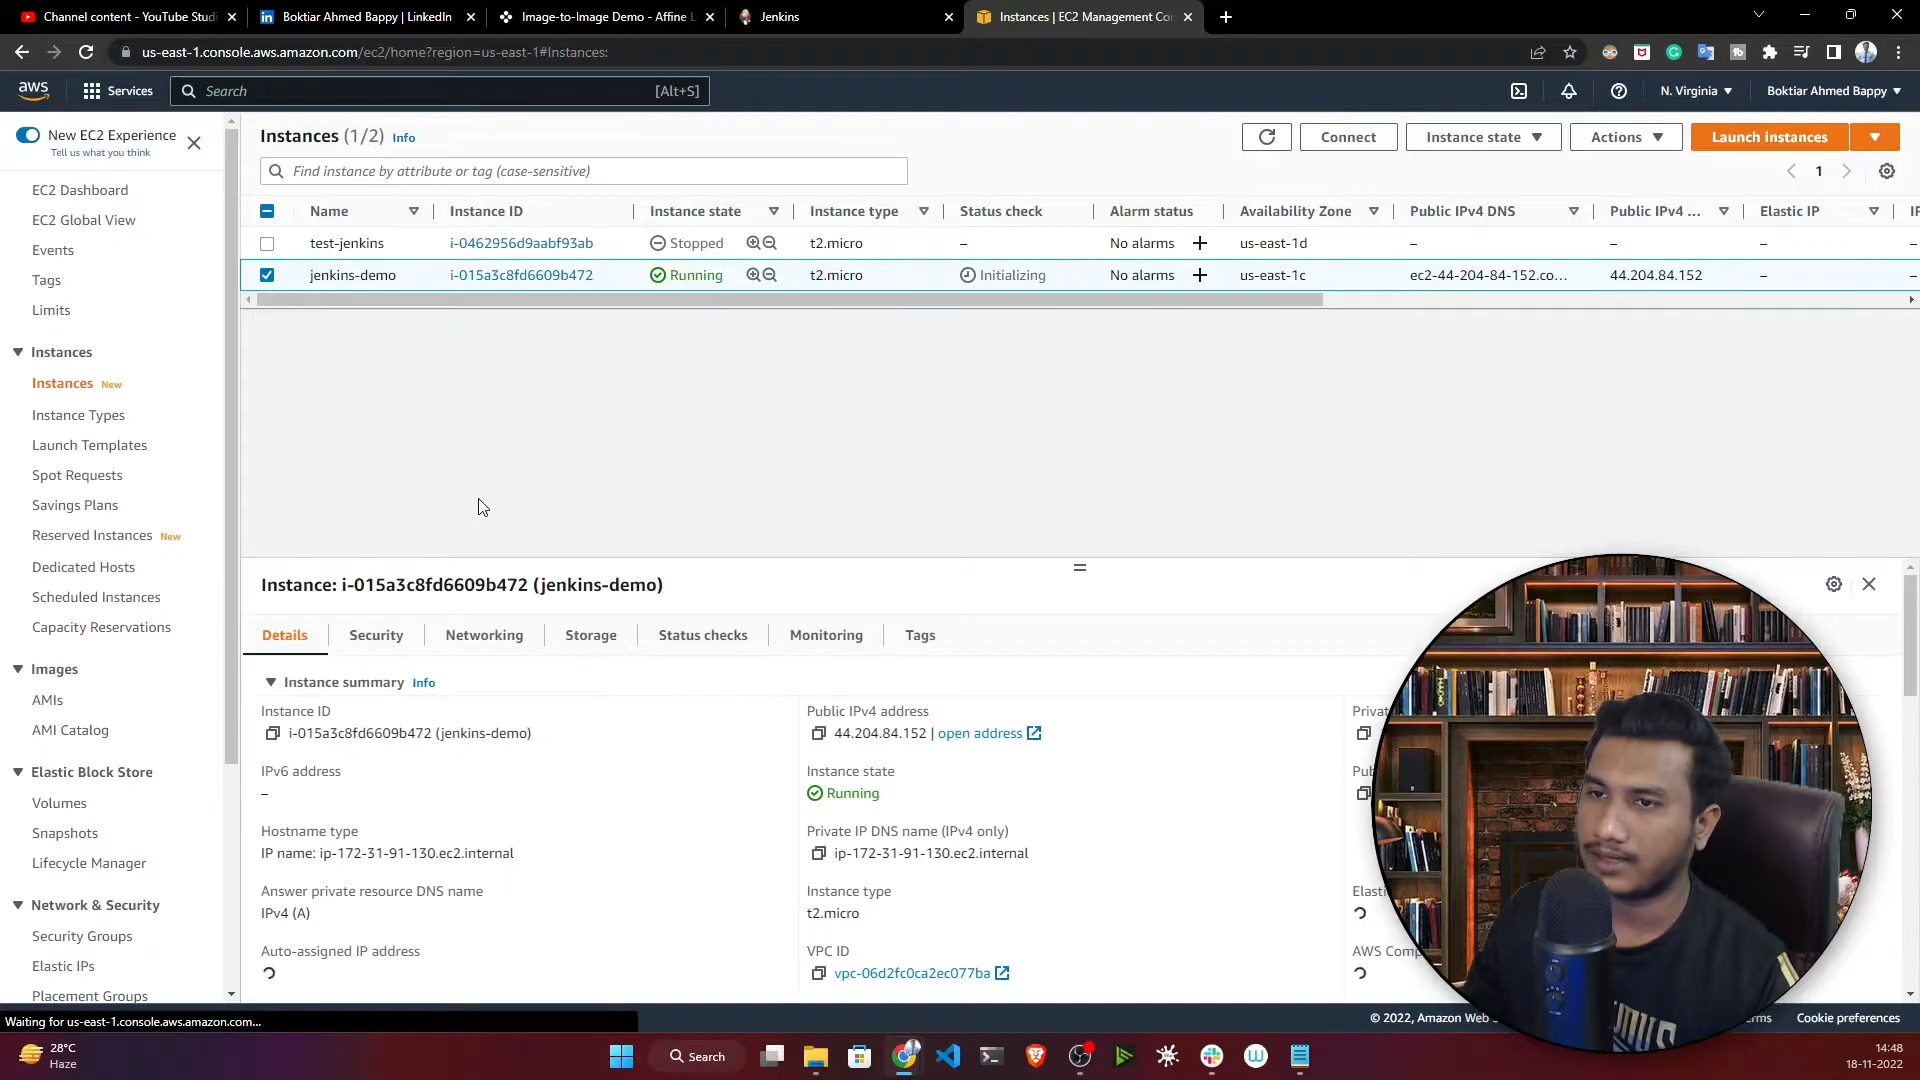 Channel content - YouTube Studi
Boktiar Ahmed Bappy | LinkedIn
Image-to-Image Demo - Affine L
Jenkins
Instances | EC2 Management Con
us-east-1.console.aws.amazon.com/ec2/home?region=us-east-1#Instances:
aws
Services
Search
[Alt+S]
N. Virginia
Boktiar Ahmed Bappy
New EC2 Experience
Tell us what you think
EC2 Dashboard
EC2 Global View
Events
Tags
Limits
Instances
Instances New
Instance Types
Launch Templates
Spot Requests
Savings Plans
Reserved Instances New
Dedicated Hosts
Scheduled Instances
Capacity Reservations
Images
AMIs
AMI Catalog
Elastic Block Store
Volumes
Snapshots
Lifecycle Manager
Network & Security
Security Groups
Elastic IPs
Placement Groups
Instances (1/2) Info
Connect
Instance state
Actions
Launch instances
Find instance by attribute or tag (case-sensitive)
1
Name Instance ID Instance state Instance type Status check Alarm status Availability Zone Public IPv4 DNS Public IPv4 ... Elastic IP
test-jenkins i-0462956d9aabf93ab Stopped t2.micro – No alarms + us-east-1d – – –
jenkins-demo i-015a3c8fd6609b472 Running t2.micro Initializing No alarms + us-east-1c ec2-44-204-84-152.co... 44.204.84.152 –
Instance: i-015a3c8fd6609b472 (jenkins-demo)
Details Security Networking Storage Status checks Monitoring Tags
Instance summary Info
Instance ID
i-015a3c8fd6609b472 (jenkins-demo)
IPv6 address
–
Hostname type
IP name: ip-172-31-91-130.ec2.internal
Answer private resource DNS name
IPv4 (A)
Auto-assigned IP address
Public IPv4 address
44.204.84.152 | open address
Instance state
Running
Private IP DNS name (IPv4 only)
ip-172-31-91-130.ec2.internal
Instance type
t2.micro
VPC ID
vpc-06d2fc0ca2ec077ba
Waiting for us-east-1.console.aws.amazon.com...
© 2022, Amazon Web
Cookie preferences
28°C
Haze
Search
14:48
18-11-2022